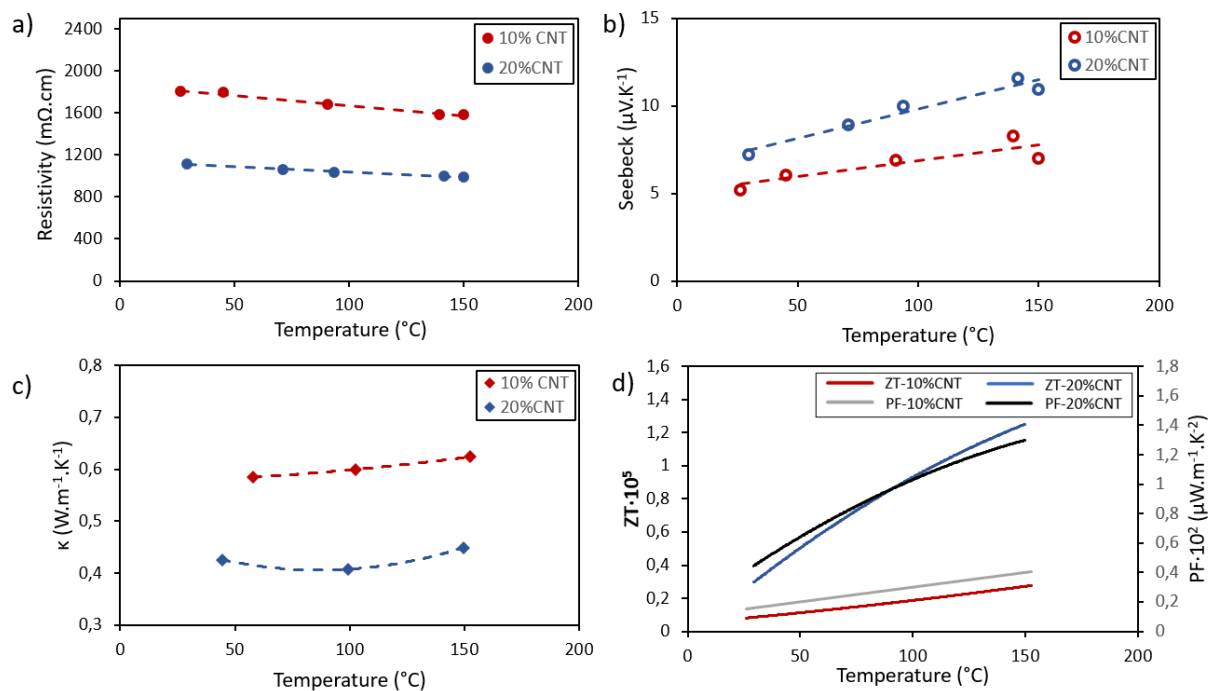 a)
2400
2000
1600
1200
800
400
0
Resistivity (mΩ.cm)
10% CNT
20%CNT
0 50 100 150 200
Temperature (°C)
b)
15
10
5
0
Seebeck (µV.K-1)
10%CNT
20%CNT
0 50 100 150 200
Temperature (°C)
c)
0,8
0,7
0,6
0,5
0,4
0,3
κ (W.m-1.K-1)
10% CNT
20%CNT
0 50 100 150 200
Temperature (°C)
d)
1,6
1,4
1,2
1
0,8
0,6
0,4
0,2
0
ZT·10⁵
ZT-10%CNT ZT-20%CNT
PF-10%CNT PF-20%CNT
1,8
1,6
1,4
1,2
1
0,8
0,6
0,4
0,2
0
PF·10² (µW.m-1.K-2)
0 50 100 150 200
Temperature (°C)